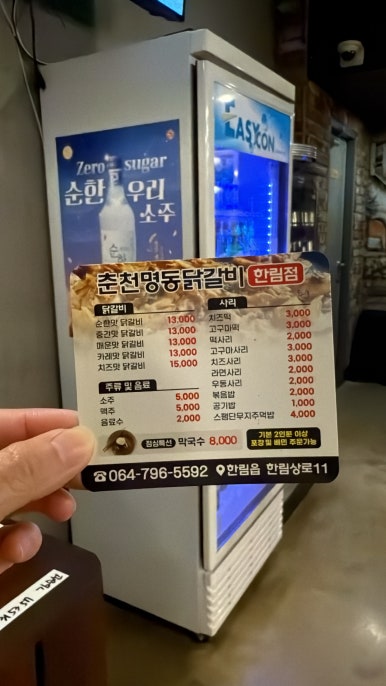 EASYCON
Zero sugar
순한 우리
소주
춘천명동닭갈비 한림점
닭갈비
순한맛 닭갈비 13,000
중간맛 닭갈비 13,000
매운맛 닭갈비 13,000
카레맛 닭갈비 13,000
치즈맛 닭갈비 15,000
주류 및 음료
소주 5,000
맥주 5,000
음료수 2,000
사리
치즈떡 3,000
고구마떡 3,000
떡사리 2,000
고구마사리 3,000
치즈사리 3,000
라면사리 2,000
우동사리 2,000
볶음밥 2,000
공기밥 1,000
스팸단무지주먹밥 4,000
점심특선 막국수 8,000
기본 2인분 이상
포장 및 배면 주문가능
☎064-796-5592 한림읍 한림상로11